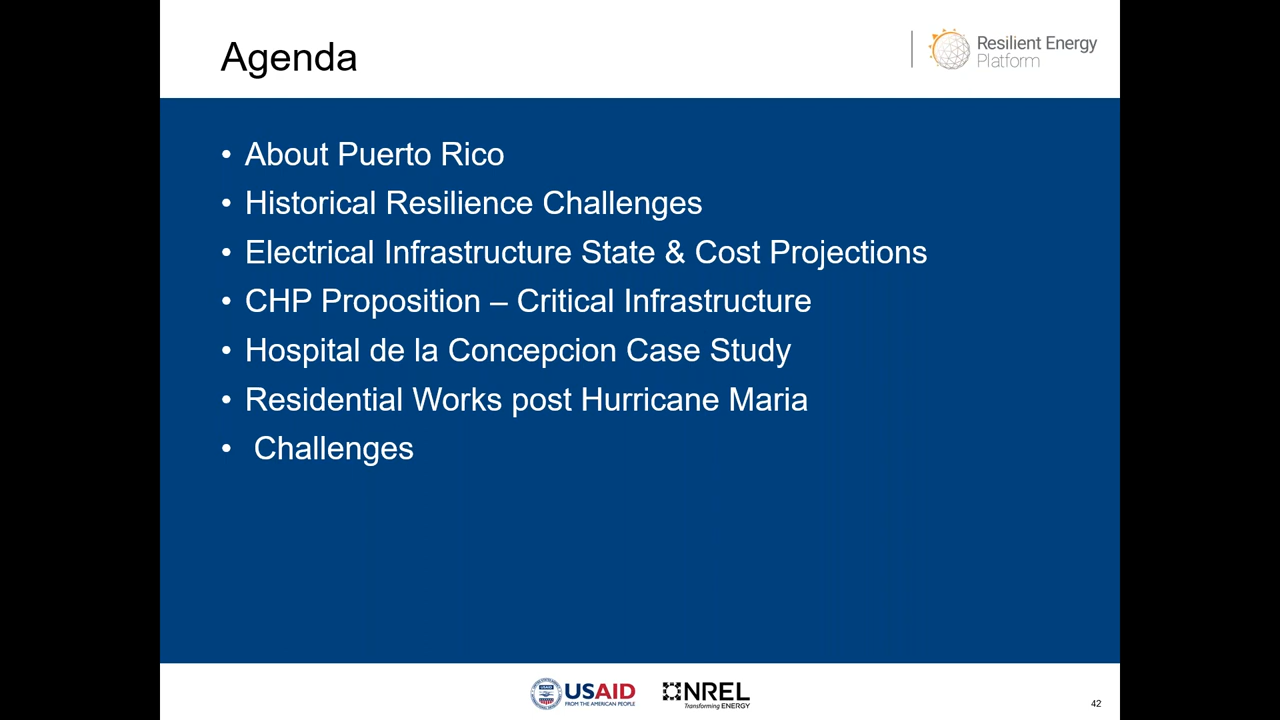 Agenda
Resilient Energy
Platform
• About Puerto Rico
• Historical Resilience Challenges
• Electrical Infrastructure State & Cost Projections
• CHP Proposition – Critical Infrastructure
• Hospital de la Concepcion Case Study
• Residential Works post Hurricane Maria
• Challenges
USAID
FROM THE AMERICAN PEOPLE
NREL
Transforming ENERGY
42